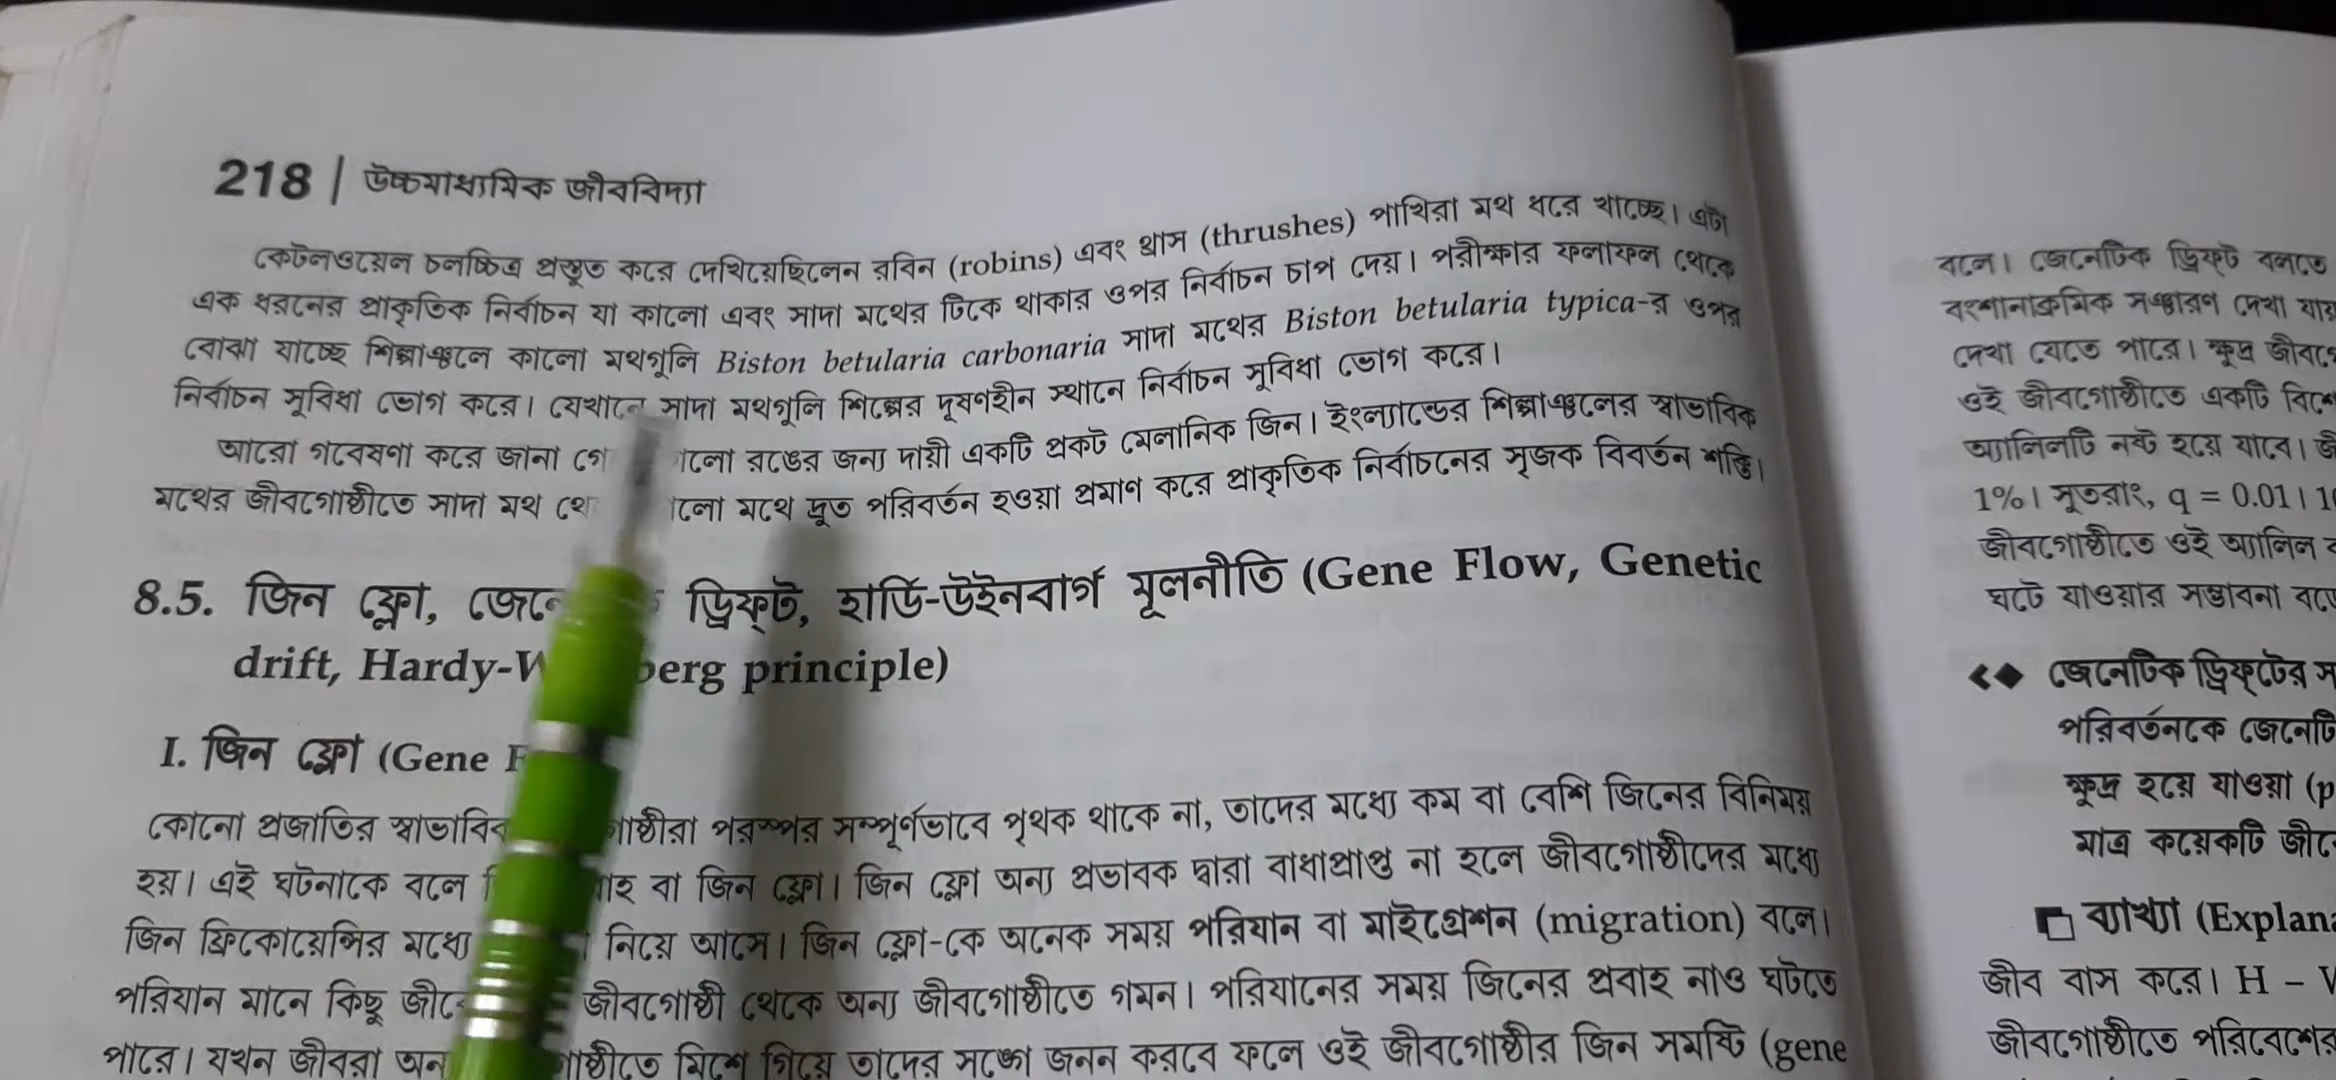 218 | উচ্চমাধ্যমিক জীববিদ্যা
কেটলওয়েল চলচ্চিত্র প্রস্তুত করে দেখিয়েছিলেন রবিন (robins) এবং থ্রাস (thrushes) পাখিরা মথ ধরে খাচ্ছে। এটা
এক ধরনের প্রাকৃতিক নির্বাচন যা কালো এবং সাদা মথের টিকে থাকার ওপর নির্বাচন চাপ দেয়। পরীক্ষার ফলাফল থেকে
বোঝা যাচ্ছে শিল্পাঞ্চলে কালো মথগুলি Biston betularia carbonaria সাদা মথের Biston betularia typica-র ওপর
নির্বাচন সুবিধা ভোগ করে। যেখানে সাদা মথগুলি শিল্পের দূষণহীন স্থানে নির্বাচন সুবিধা ভোগ করে।
আরো গবেষণা করে জানা রঙের জন্য দায়ী একটি প্রকট মেলানিক জিন। ইংল্যান্ডের শিল্পাঞ্চলের স্বাভাবিক
মথের জীবগোষ্ঠীতে সাদা মথ মথে দ্রুত পরিবর্তন হওয়া প্রমাণ করে প্রাকৃতিক নির্বাচনের সৃজক বিবর্তন শক্তি।
8.5. জিন ফ্লো, ড্রিফ্‌ট, হার্ডি-উইনবার্গ মূলনীতি (Gene Flow, Genetic
drift, principle)
I. জিন ফ্লো (Gene
কোনো প্রজাতির পরস্পর সম্পূর্ণভাবে পৃথক থাকে না, তাদের মধ্যে কম বা বেশি জিনের বিনিময়
হয়। এই ঘটনাকে বলে বা জিন ফ্লো। জিন ফ্লো অন্য প্রভাবক দ্বারা বাধাপ্রাপ্ত না হলে জীবগোষ্ঠীদের মধ্যে
জিন ফ্রিকোয়েন্সির মধ্যে নিয়ে আসে। জিন ফ্লো-কে অনেক সময় পরিযান বা মাইগ্রেশন (migration) বলে।
পরিযান মানে কিছু জীবগোষ্ঠী থেকে অন্য জীবগোষ্ঠীতে গমন। পরিযানের সময় জিনের প্রবাহ নাও ঘটতে
পারে। যখন জীবরা মিশে গিয়ে তাদের সঙ্গে জনন করবে ফলে ওই জীবগোষ্ঠীর জিন সমষ্টি (gene
বলে। জেনেটিক ড্রিফ্‌ট বলতে
বংশানুক্রমিক সঞ্চারণ দেখা
দেখা যেতে পারে। ক্ষুদ্র
ওই জীবগোষ্ঠীতে একটি
অ্যালিলটি নষ্ট হয়ে যাবে।
1%। সুতরাং, q = 0.01।
জীবগোষ্ঠীতে ওই অ্যালিল
ঘটে যাওয়ার সম্ভাবনা
জেনেটিক ড্রিফ্‌টের
পরিবর্তনকে
ক্ষুদ্র হয়ে যাওয়া
মাত্র কয়েকটি
ব্যাখ্যা
জীব বাস করে। H –
জীবগোষ্ঠীতে